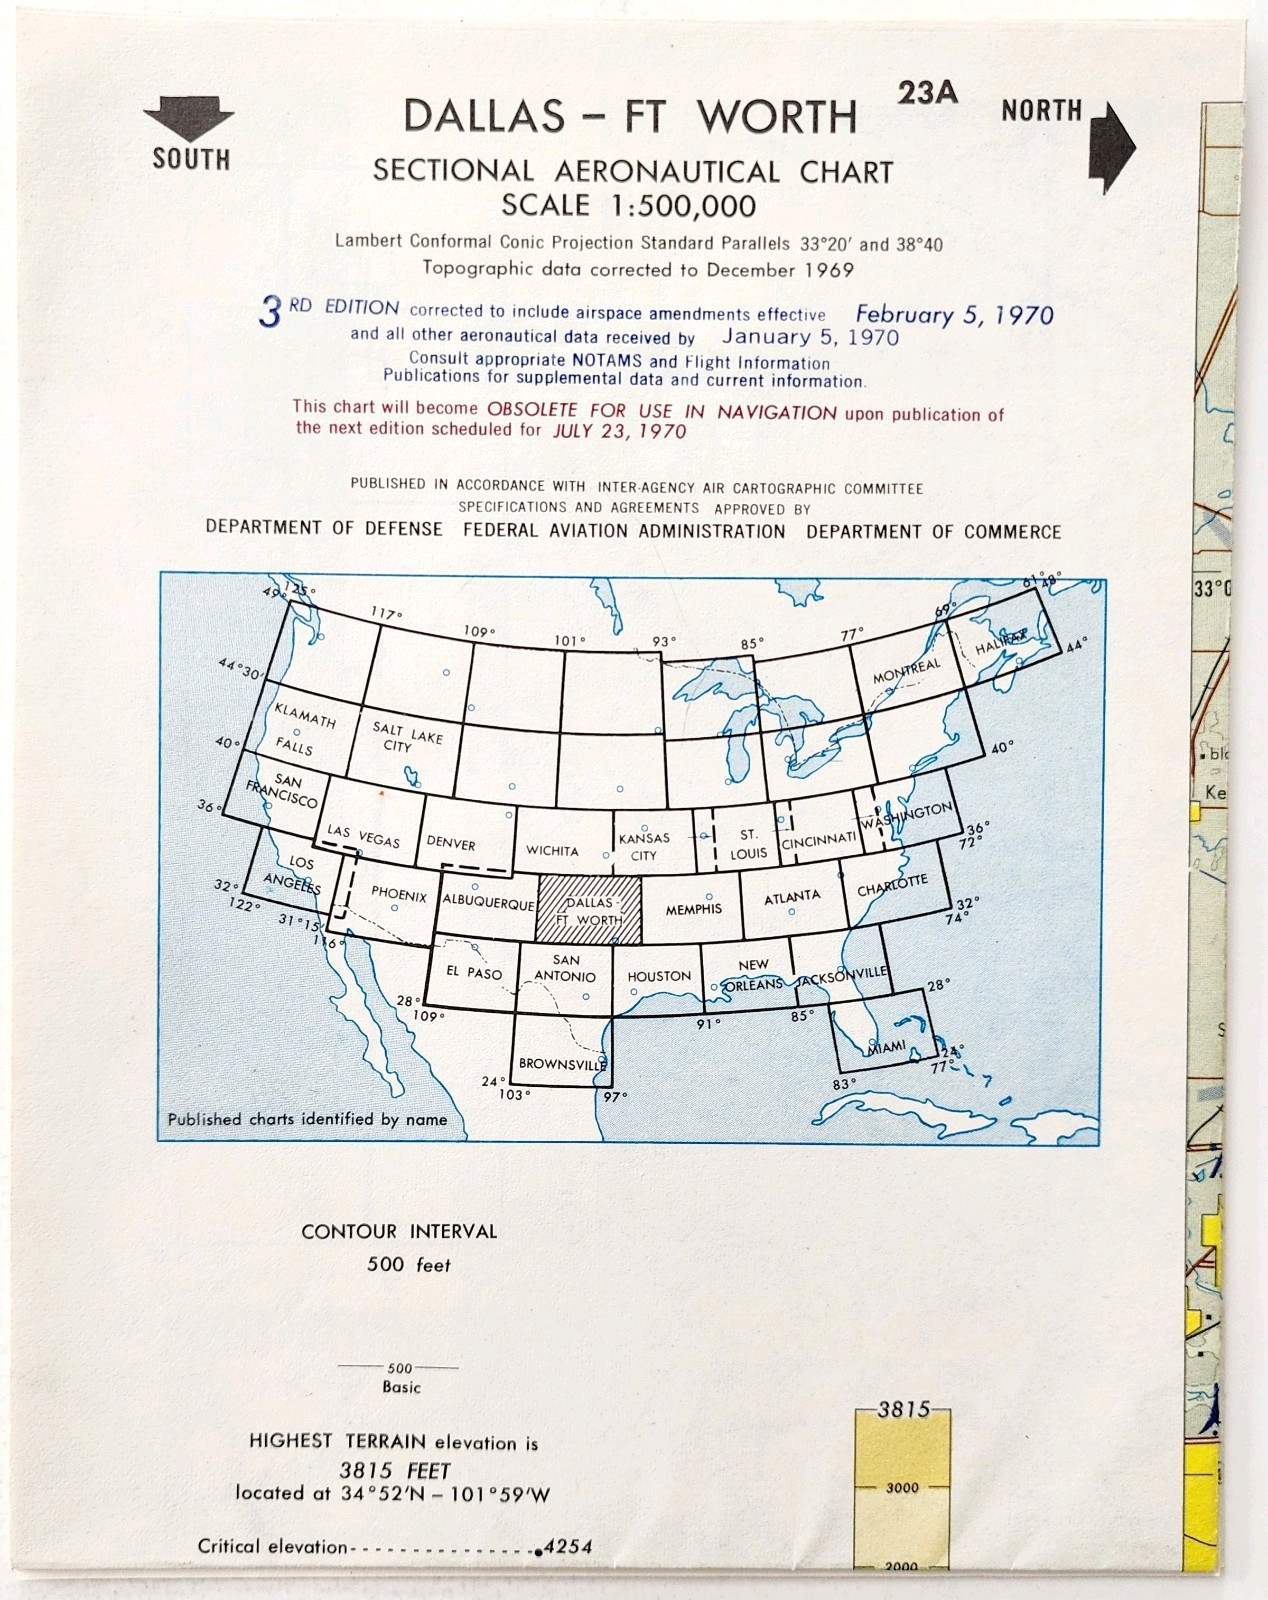 23A
DALLAS – FT WORTH
NORTH
SOUTH
SECTIONAL AERONAUTICAL CHART
SCALE 1:500,000
Lambert Conformal Conic Projection Standard Parallels 33°20′ and 38°40
Topographic data corrected to December 1969
3RD EDITION corrected to include airspace amendments effective February 5, 1970
and all other aeronautical data received by January 5, 1970
Consult appropriate NOTAMS and Flight Information
Publications for supplemental data and current information.
This chart will become OBSOLETE FOR USE IN NAVIGATION upon publication of
the next edition scheduled for JULY 23, 1970
PUBLISHED IN ACCORDANCE WITH INTER-AGENCY AIR CARTOGRAPHIC COMMITTEE
SPECIFICATIONS AND AGREEMENTS APPROVED BY
DEPARTMENT OF DEFENSE FEDERAL AVIATION ADMINISTRATION DEPARTMENT OF COMMERCE
49° 125° 117° 109° 101° 93° 85° 77° 69° 61° 48°
33°0
HALIFAX
MONTREAL
44°
44°30′
KLAMATH
FALLS
SALT LAKE
CITY
40°
40°
SAN
FRANCISCO
36°
LAS VEGAS
DENVER
WICHITA
KANSAS
CITY
ST.
LOUIS
CINCINNATI
WASHINGTON
36°
72°
LOS
ANGELES
PHOENIX
ALBUQUERQUE
DALLAS -
FT WORTH
MEMPHIS
ATLANTA
CHARLOTTE
32°
122°
32°
74°
31°15′
116°
EL PASO
SAN
ANTONIO
HOUSTON
NEW
ORLEANS
JACKSONVILLE
28°
109°
28°
91°
85°
BROWNSVILLE
MIAMI
24°
77°
24°
103°
97°
83°
Published charts identified by name
Ke
CONTOUR INTERVAL
500 feet
500
Basic
HIGHEST TERRAIN elevation is
3815 FEET
located at 34°52′N – 101°59′W
Critical elevation- - - - - - - - - - - - - - - .4254
3815
3000
2000